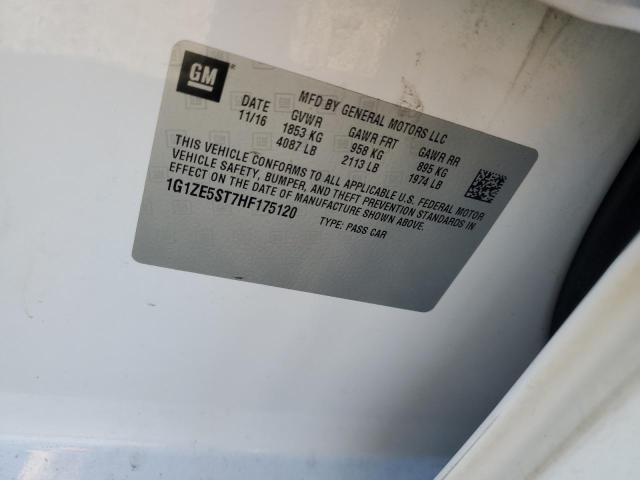 GM
MFD BY GENERAL MOTORS LLC
DATE GVWR GAWR FRT GAWR RR
11/16 1853 KG 958 KG 895 KG
4087 LB 2113 LB 1974 LB
THIS VEHICLE CONFORMS TO ALL APPLICABLE U.S. FEDERAL MOTOR
VEHICLE SAFETY, BUMPER, AND THEFT PREVENTION STANDARDS IN
EFFECT ON THE DATE OF MANUFACTURE SHOWN ABOVE.
1G1ZE5ST7HF175120
TYPE: PASS CAR